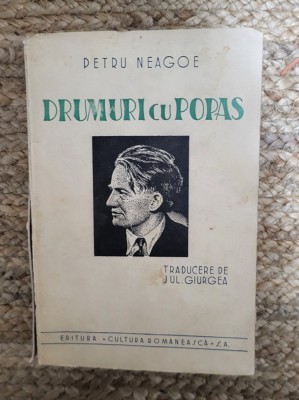 PETRU NEAGOE
DRUMURI CU POPAS
TRADUCERE DE
JUL. GIURGEA
EDITURA „CULTURA ROMÂNEASCĂ" S.A.